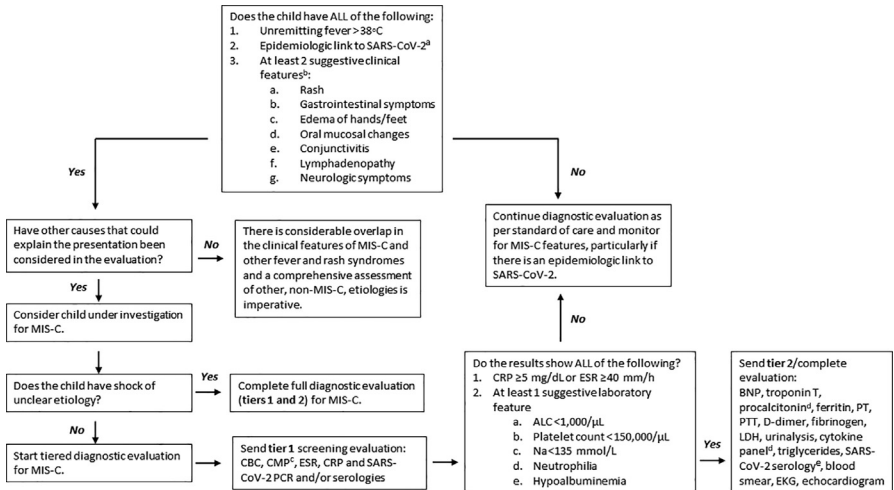 Does the child have ALL of the following:
1. Unremitting fever >38ºC
2. Epidemiologic link to SARS-CoV-2a
3. At least 2 suggestive clinical
featuresb:
a. Rash
b. Gastrointestinal symptoms
c. Edema of hands/feet
d. Oral mucosal changes
e. Conjunctivitis
f. Lymphadenopathy
g. Neurologic symptoms
Yes
No
Have other causes that could
explain the presentation been
considered in the evaluation?
No
There is considerable overlap in
the clinical features of MIS-C and
other fever and rash syndromes
and a comprehensive assessment
of other, non-MIS-C, etiologies is
imperative.
Continue diagnostic evaluation as
per standard of care and monitor
for MIS-C features, particularly if
there is an epidemiologic link to
SARS-CoV-2.
Yes
Consider child under investigation
for MIS-C.
No
Does the child have shock of
unclear etiology?
Yes
Complete full diagnostic evaluation
(tiers 1 and 2) for MIS-C.
No
Start tiered diagnostic evaluation
for MIS-C.
Send tier 1 screening evaluation:
CBC, CMPc, ESR, CRP and SARS-
CoV-2 PCR and/or serologies
Do the results show ALL of the following?
1. CRP ≥5 mg/dL or ESR ≥40 mm/h
2. At least 1 suggestive laboratory
feature
a. ALC <1,000/µL
b. Platelet count <150,000/µL
c. Na <135 mmol/L
d. Neutrophilia
e. Hypoalbuminemia
Yes
Send tier 2/complete
evaluation:
BNP, troponin T,
procalcitonind, ferritin, PT,
PTT, D-dimer, fibrinogen,
LDH, urinalysis, cytokine
paneld, triglycerides, SARS-
CoV-2 serologye, blood
smear, EKG, echocardiogram